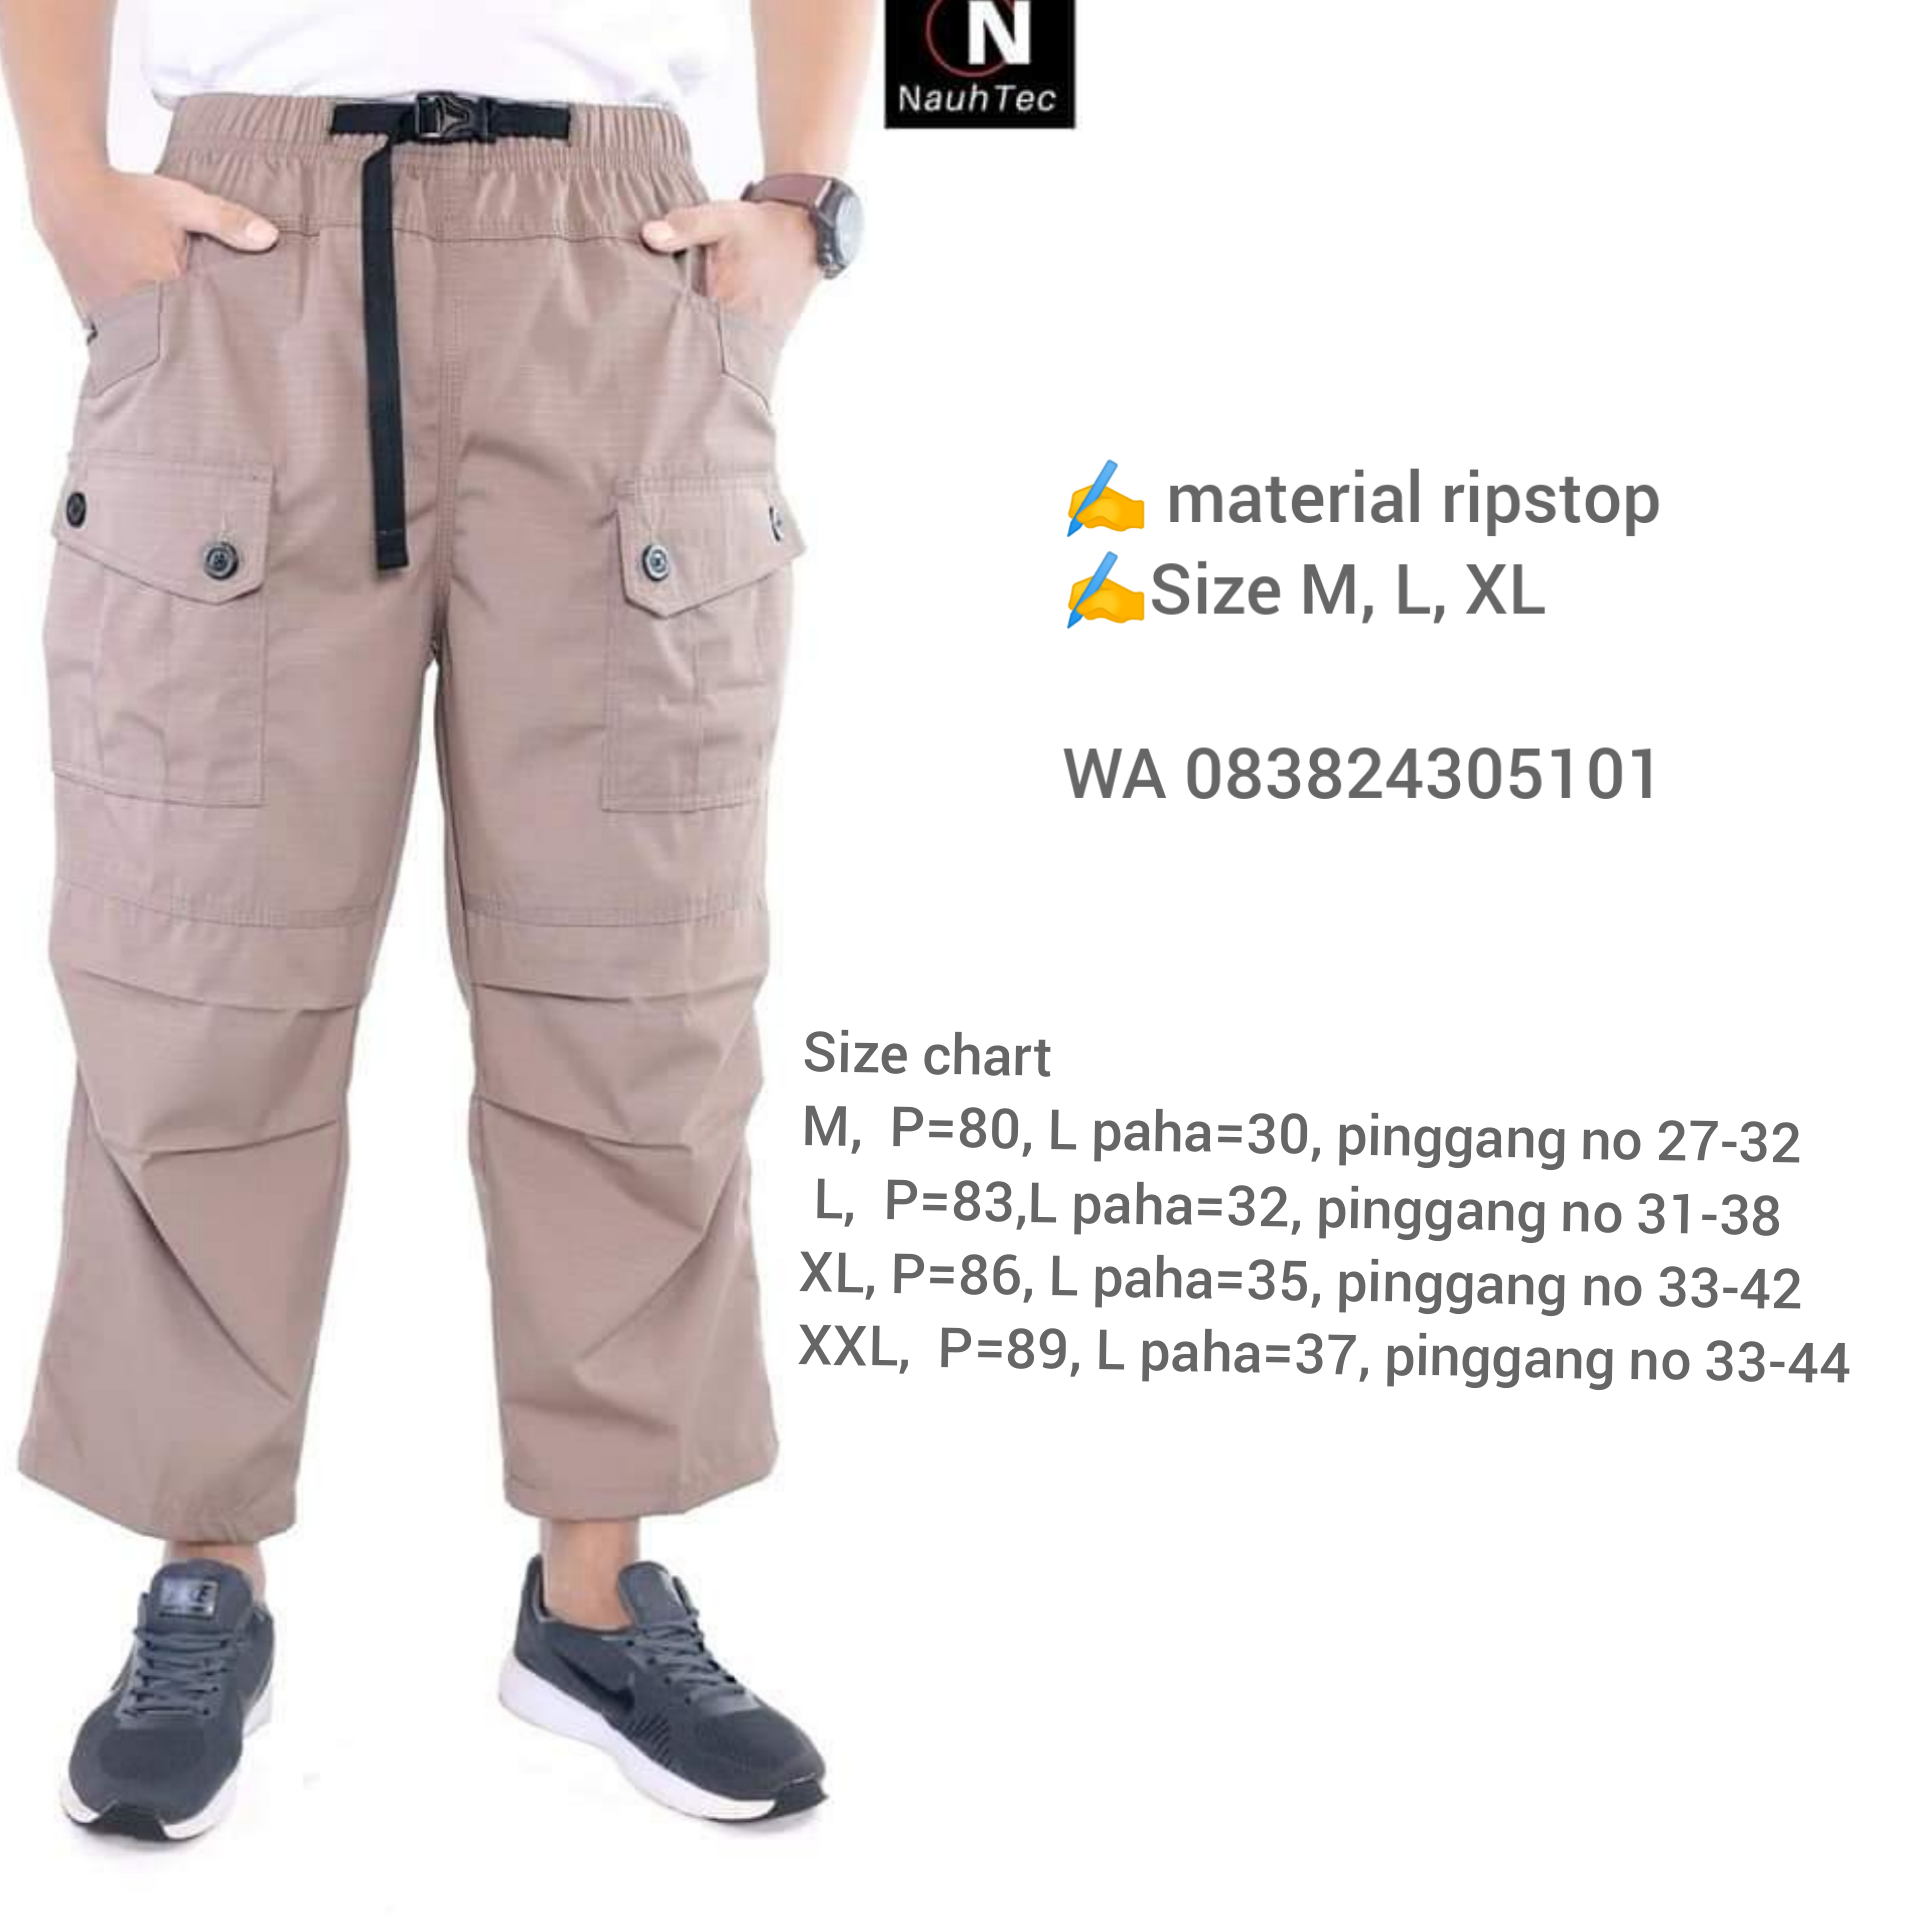 N
NauhTec
✍ material ripstop
✍Size M, L, XL
WA 083824305101
Size chart
M, P=80, L paha=30, pinggang no 27-32
L, P=83,L paha=32, pinggang no 31-38
XL, P=86, L paha=35, pinggang no 33-42
XXL, P=89, L paha=37, pinggang no 33-44